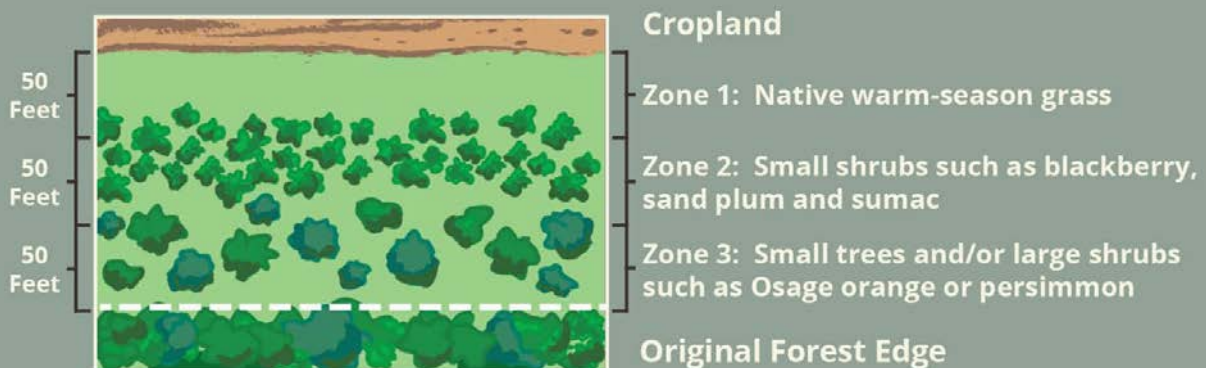 Cropland
50
Feet
Zone 1: Native warm-season grass
50
Feet
Zone 2: Small shrubs such as blackberry,
sand plum and sumac
50
Feet
Zone 3: Small trees and/or large shrubs
such as Osage orange or persimmon
Original Forest Edge